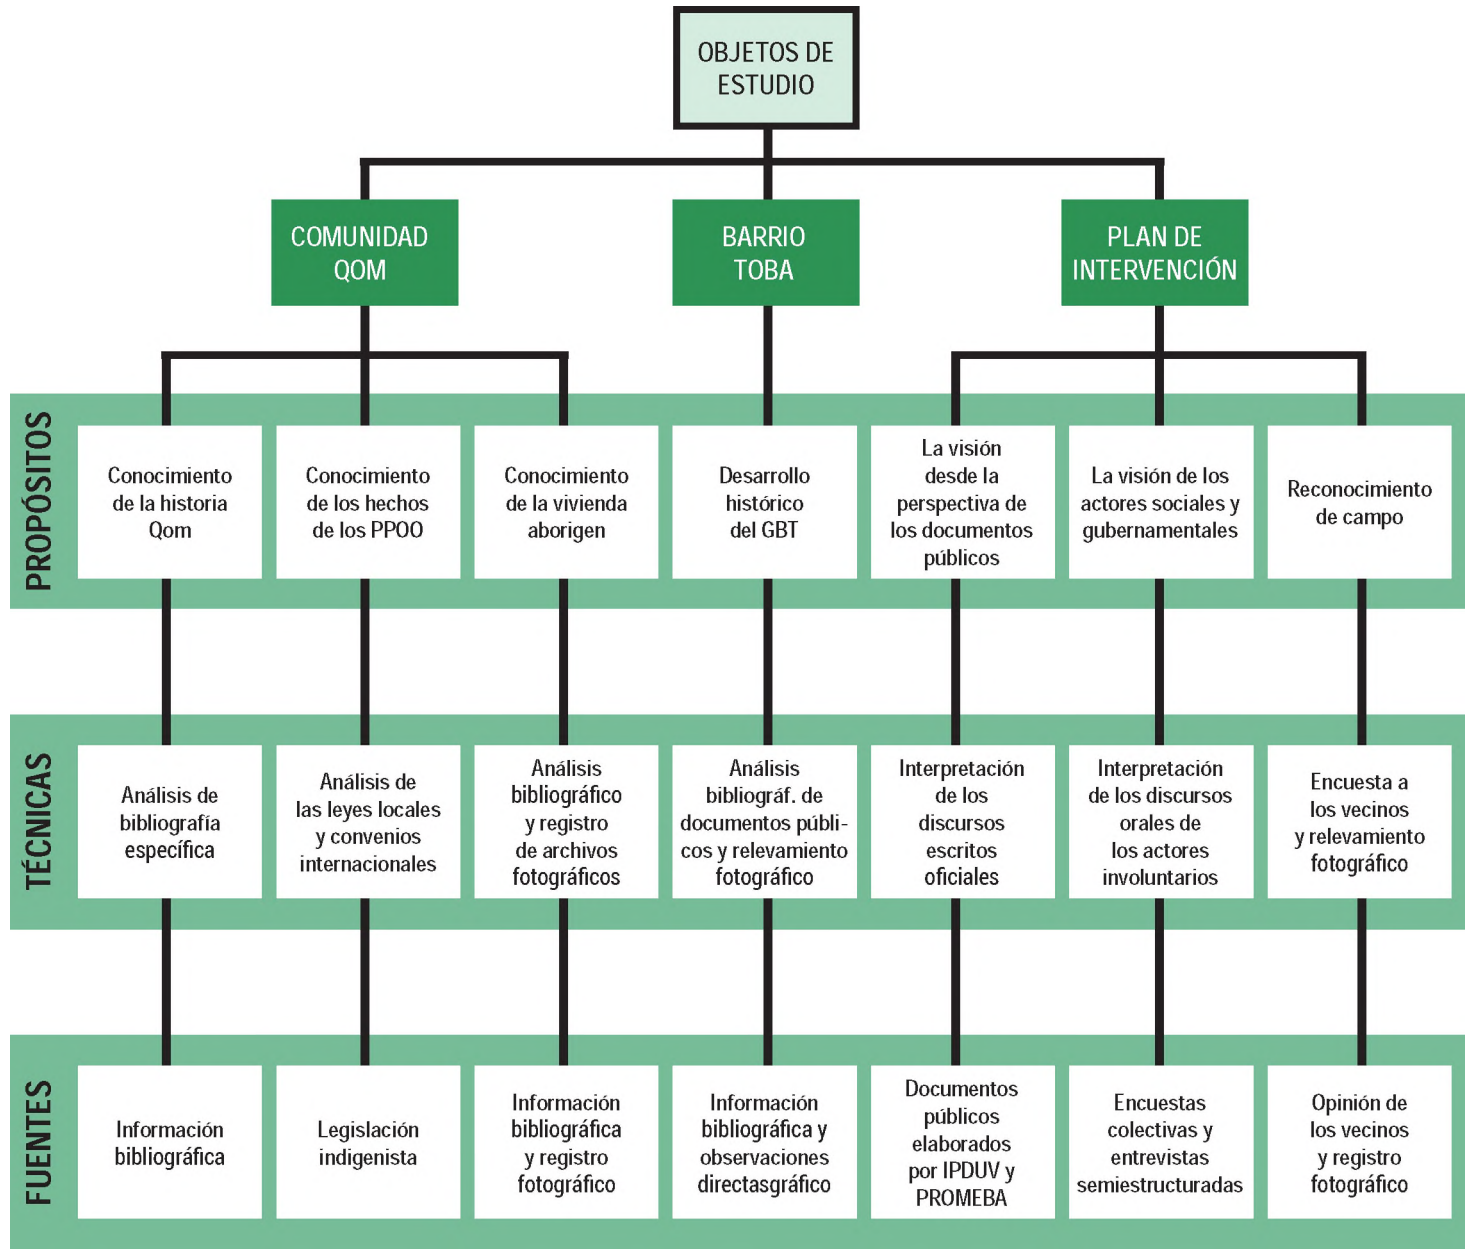 OBJETOS DE
ESTUDIO
COMUNIDAD
QOM
BARRIO
TOBA
PLAN DE
INTERVENCIÓN
PROPÓSITOS
Conocimiento
de la historia
Qom
Conocimiento
de los hechos
de los PPOO
Conocimiento
de la vivienda
aborigen
Desarrollo
histórico
del GBT
La visión
desde la
perspectiva de
los documentos
públicos
La visión de los
actores sociales y
gubernamentales
Reconocimiento
de campo
TÉCNICAS
Análisis de
bibliografía
específica
Análisis de
las leyes locales
y convenios
internacionales
Análisis
bibliográfico
y registro
de archivos
fotográficos
Análisis
bibliográf. de
documentos públi-
cos y relevamiento
fotográfico
Interpretación
de los
discursos
escritos
oficiales
Interpretación
de los discursos
orales de
los actores
involuntarios
Encuesta a
los vecinos
y relevamiento
fotográfico
FUENTES
Información
bibliográfica
Legislación
indigenista
Información
bibliográfica
y registro
fotográfico
Información
bibliográfica y
observaciones
directasgráfico
Documentos
públicos
elaborados
por IPDUV y
PROMEBA
Encuestas
colectivas y
entrevistas
semiestructuradas
Opinión de
los vecinos
y registro
fotográfico